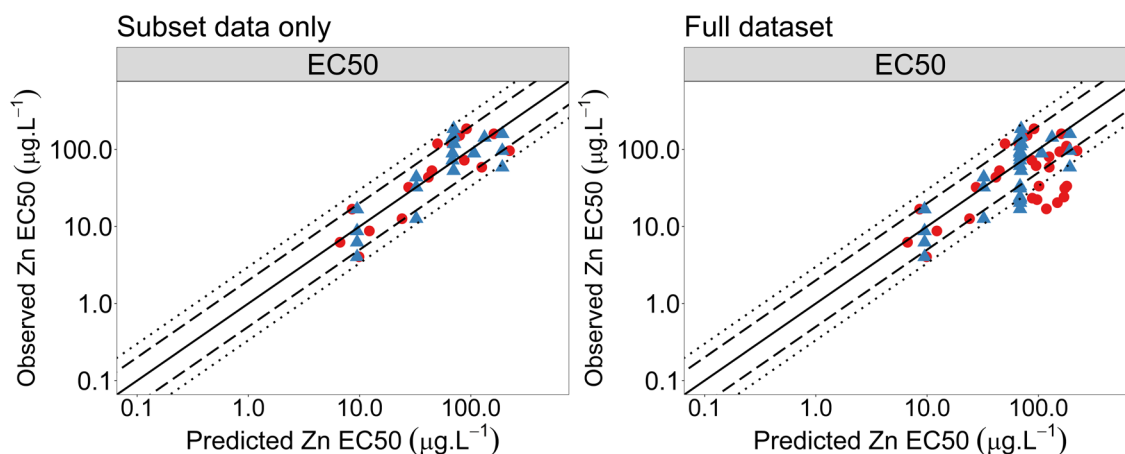 Subset data only
EC50
Observed Zn EC50 (µg.L⁻¹)
100.0
10.0
1.0
0.1
0.1 1.0 10.0 100.0
Predicted Zn EC50 (µg.L⁻¹)
Full dataset
EC50
Observed Zn EC50 (µg.L⁻¹)
100.0
10.0
1.0
0.1
0.1 1.0 10.0 100.0
Predicted Zn EC50 (µg.L⁻¹)